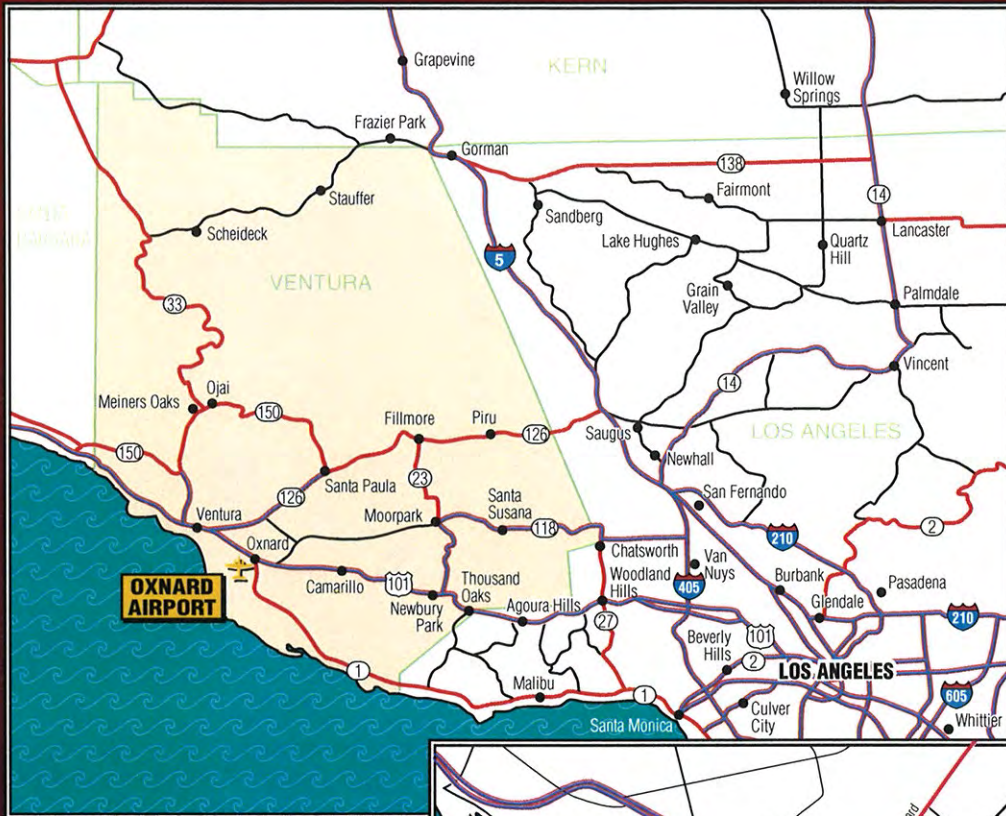 Grapevine
KERN
Willow
Springs
Frazier Park
Gorman
138
Stauffer
Fairmont
14
Sandberg
SANTA
BARBARA
Scheideck
Lake Hughes
Quartz
Hill
Lancaster
5
VENTURA
Grain
Valley
Palmdale
33
Vincent
14
Meiners Oaks
Ojai
150
Fillmore
Piru
126
Saugus
LOS ANGELES
150
23
Newhall
126
Santa Paula
Santa
Susana
San Fernando
Ventura
Moorpark
118
2
210
Oxnard
Chatsworth
Van
Nuys
OXNARD
AIRPORT
Camarillo
101
Thousand
Oaks
Woodland
Hills
405
Burbank
Pasadena
Newbury
Park
Agoura Hills
Glendale
210
27
Beverly
Hills
101
2
LOS ANGELES
1
Malibu
1
Culver
City
605
Santa Monica
Whittier